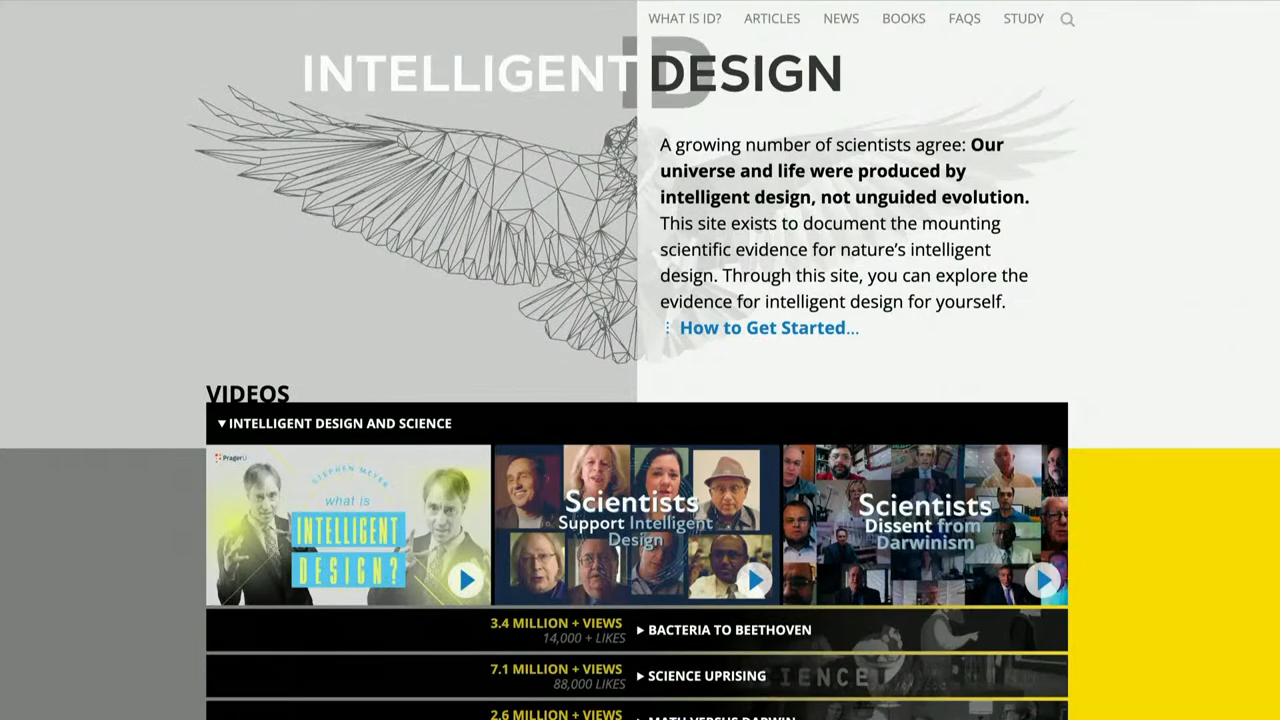 WHAT IS ID?
ARTICLES
NEWS
BOOKS
FAQS
STUDY
iD
INTELLIGENT DESIGN
A growing number of scientists agree: Our
universe and life were produced by
intelligent design, not unguided evolution.
This site exists to document the mounting
scientific evidence for nature's intelligent
design. Through this site, you can explore the
evidence for intelligent design for yourself.
⋮ How to Get Started...
VIDEOS
▼INTELLIGENT DESIGN AND SCIENCE
PragerU
STEPHEN MEYER
what is
INTELLIGENT
DESIGN?
Scientists
Support Intelligent
Design
Scientists
Dissent from
Darwinism
3.4 MILLION + VIEWS
14,000 + LIKES
▶ BACTERIA TO BEETHOVEN
7.1 MILLION + VIEWS
88,000 LIKES
▶ SCIENCE UPRISING
SCIENCE
2.6 MILLION + VIEWS
▶ MATH VERSUS DARWIN